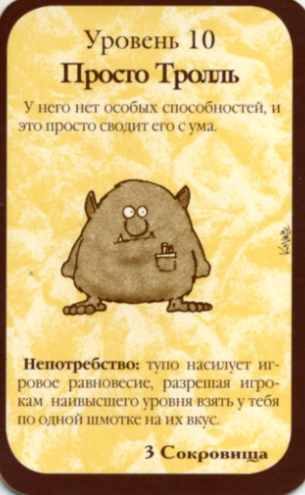 Уровень 10
Просто Тролль
У него нет особых способностей, и
это просто сводит его с ума.
Непотребство: тупо насилует иг-
ровое равновесие, разрешая игро-
кам наивысшего уровня взять у тебя
по одной шмотке на их вкус.
3 Сокровища